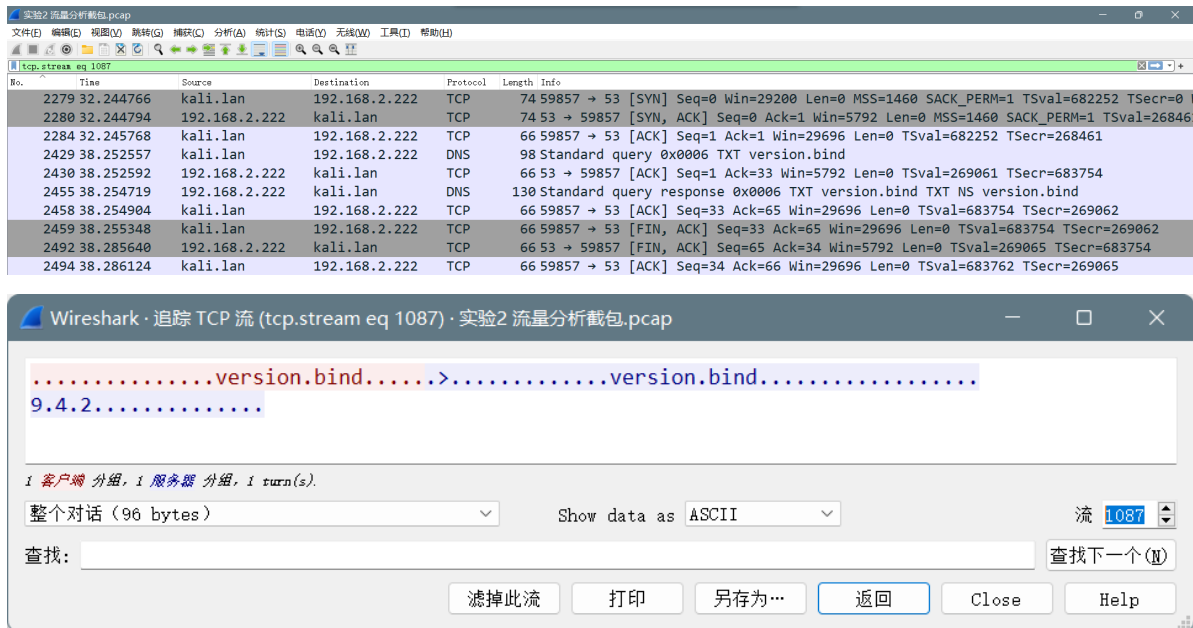 实验2 流量分析截包.pcap
文件(F) 编辑(E) 视图(V) 跳转(G) 捕获(C) 分析(A) 统计(S) 电话(Y) 无线(W) 工具(T) 帮助(H)
tcp.stream eq 1087
No. Time Source Destination Protocol Length Info
2279 32.244766 kali.lan 192.168.2.222 TCP 74 59857 → 53 [SYN] Seq=0 Win=29200 Len=0 MSS=1460 SACK_PERM=1 TSval=682252 TSecr=0
2280 32.244794 192.168.2.222 kali.lan TCP 74 53 → 59857 [SYN, ACK] Seq=0 Ack=1 Win=5792 Len=0 MSS=1460 SACK_PERM=1 TSval=26846
2284 32.245768 kali.lan 192.168.2.222 TCP 66 59857 → 53 [ACK] Seq=1 Ack=1 Win=29696 Len=0 TSval=682252 TSecr=268461
2429 38.252557 kali.lan 192.168.2.222 DNS 98 Standard query 0x0006 TXT version.bind
2430 38.252592 192.168.2.222 kali.lan TCP 66 53 → 59857 [ACK] Seq=1 Ack=33 Win=5792 Len=0 TSval=269061 TSecr=683754
2455 38.254719 192.168.2.222 kali.lan DNS 130 Standard query response 0x0006 TXT version.bind TXT NS version.bind
2458 38.254904 kali.lan 192.168.2.222 TCP 66 59857 → 53 [ACK] Seq=33 Ack=65 Win=29696 Len=0 TSval=683754 TSecr=269062
2459 38.255348 kali.lan 192.168.2.222 TCP 66 59857 → 53 [FIN, ACK] Seq=33 Ack=65 Win=29696 Len=0 TSval=683754 TSecr=269062
2492 38.285640 192.168.2.222 kali.lan TCP 66 53 → 59857 [FIN, ACK] Seq=65 Ack=34 Win=5792 Len=0 TSval=269065 TSecr=683754
2494 38.286124 kali.lan 192.168.2.222 TCP 66 59857 → 53 [ACK] Seq=34 Ack=66 Win=29696 Len=0 TSval=683762 TSecr=269065
Wireshark · 追踪 TCP 流 (tcp.stream eq 1087) · 实验2 流量分析截包.pcap
...............version.bind......​.>.............version.bind..................
9.4.2..............
1 客户端 分组, 1 服务器 分组, 1 turn(s).
整个对话 (96 bytes) Show data as ASCII 流 1087
查找: 查找下一个(N)
滤掉此流 打印 另存为… 返回 Close Help